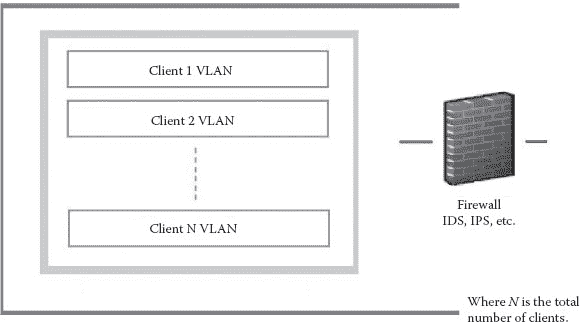 Client 1 VLAN
Client 2 VLAN
Client N VLAN
Firewall
IDS, IPS, etc.
Where N is the total
number of clients.